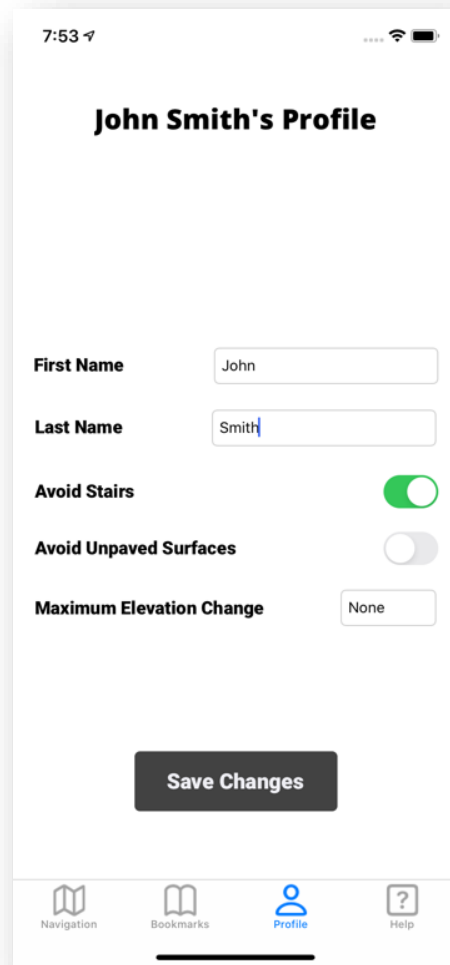 7:53
John Smith's Profile
First Name John
Last Name Smith
Avoid Stairs
Avoid Unpaved Surfaces
Maximum Elevation Change None
Save Changes
Navigation Bookmarks Profile ? Help